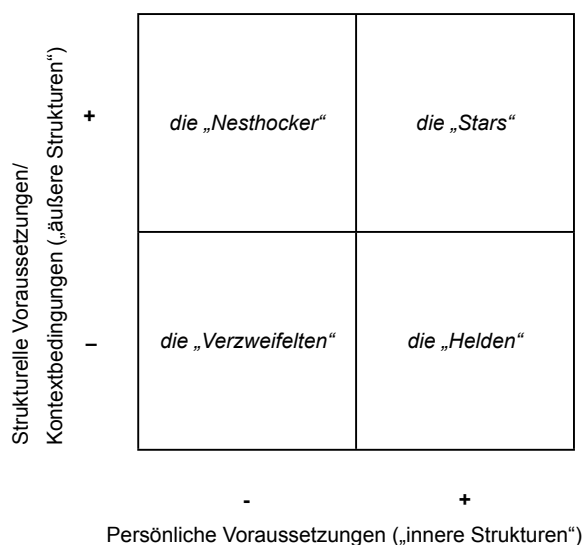 Strukturelle Voraussetzungen/
Kontextbedingungen („äußere Strukturen“)
+
die „Nesthocker“
die „Stars“
–
die „Verzweifelten“
die „Helden“
-
+
Persönliche Voraussetzungen („innere Strukturen“)